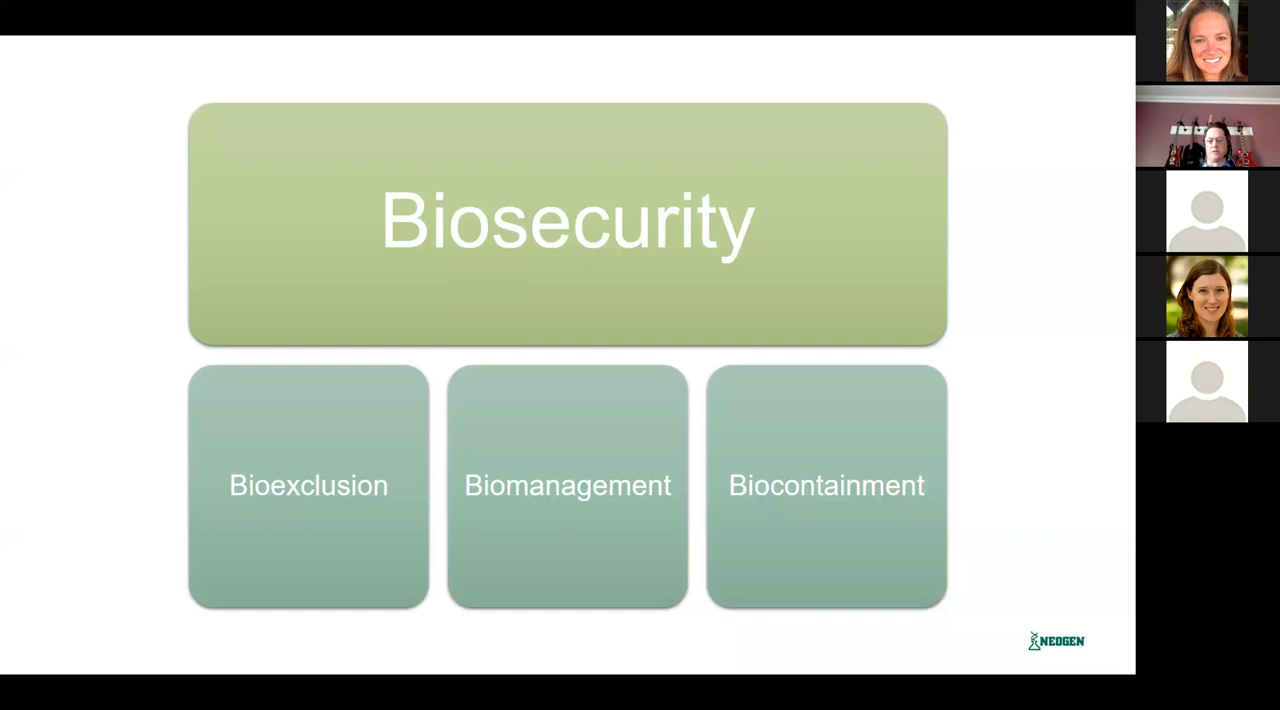 Biosecurity
Bioexclusion
Biomanagement
Biocontainment
NEOGEN